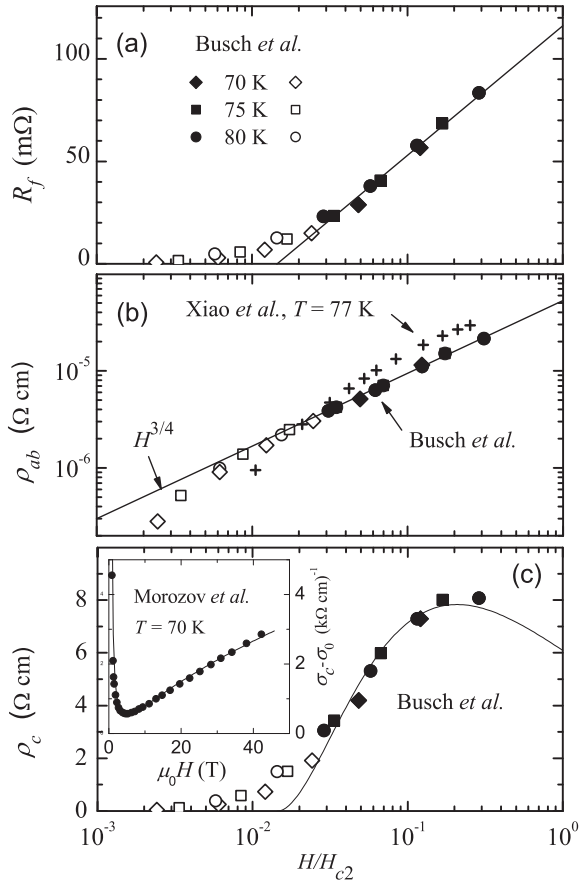 (a)
Busch et al.
70 K
75 K
80 K
100
50
0
R_f (mΩ)
(b)
Xiao et al., T = 77 K
10^-5
10^-6
H^3/4
Busch et al.
ρ_ab (Ω cm)
(c)
Morozov et al.
T = 70 K
4
2
0
σ_c-σ_0 (kΩ cm)^-1
0 20 40
μ_0H (T)
Busch et al.
8
6
4
2
0
ρ_c (Ω cm)
10^-3 10^-2 10^-1 10^0
H/H_c2